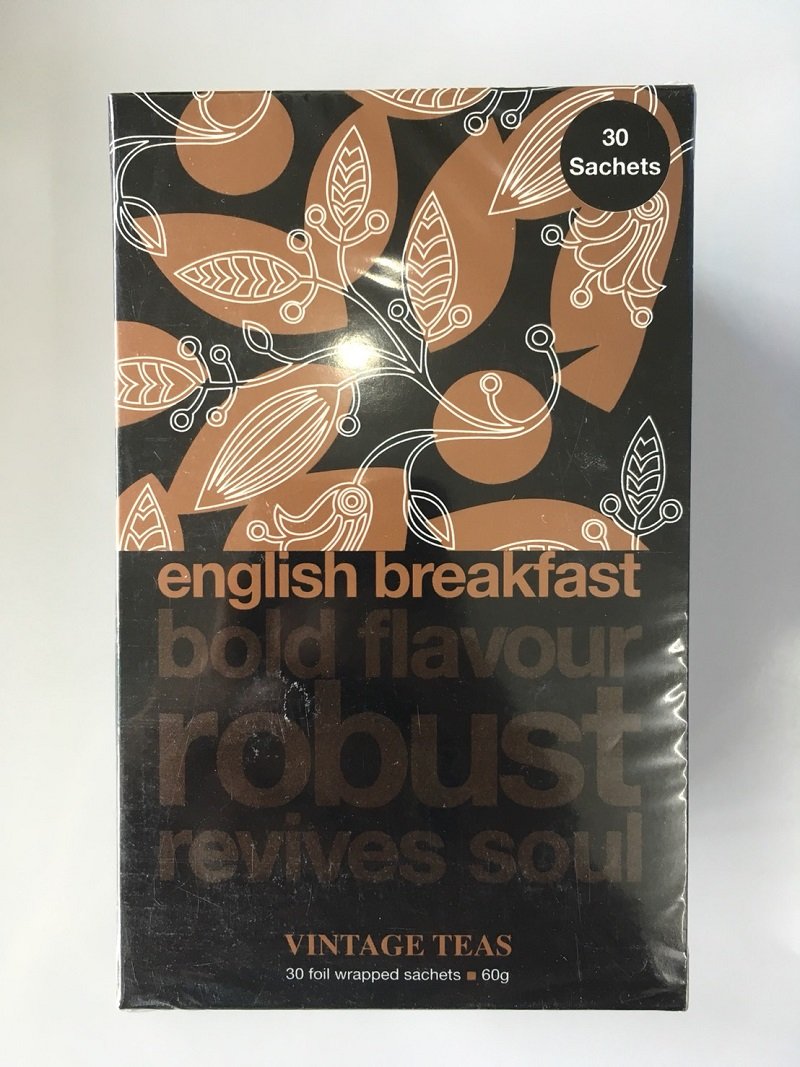 30
Sachets
english breakfast
bold flavour
robust
revives soul
VINTAGE TEAS
30 foil wrapped sachets ■ 60g